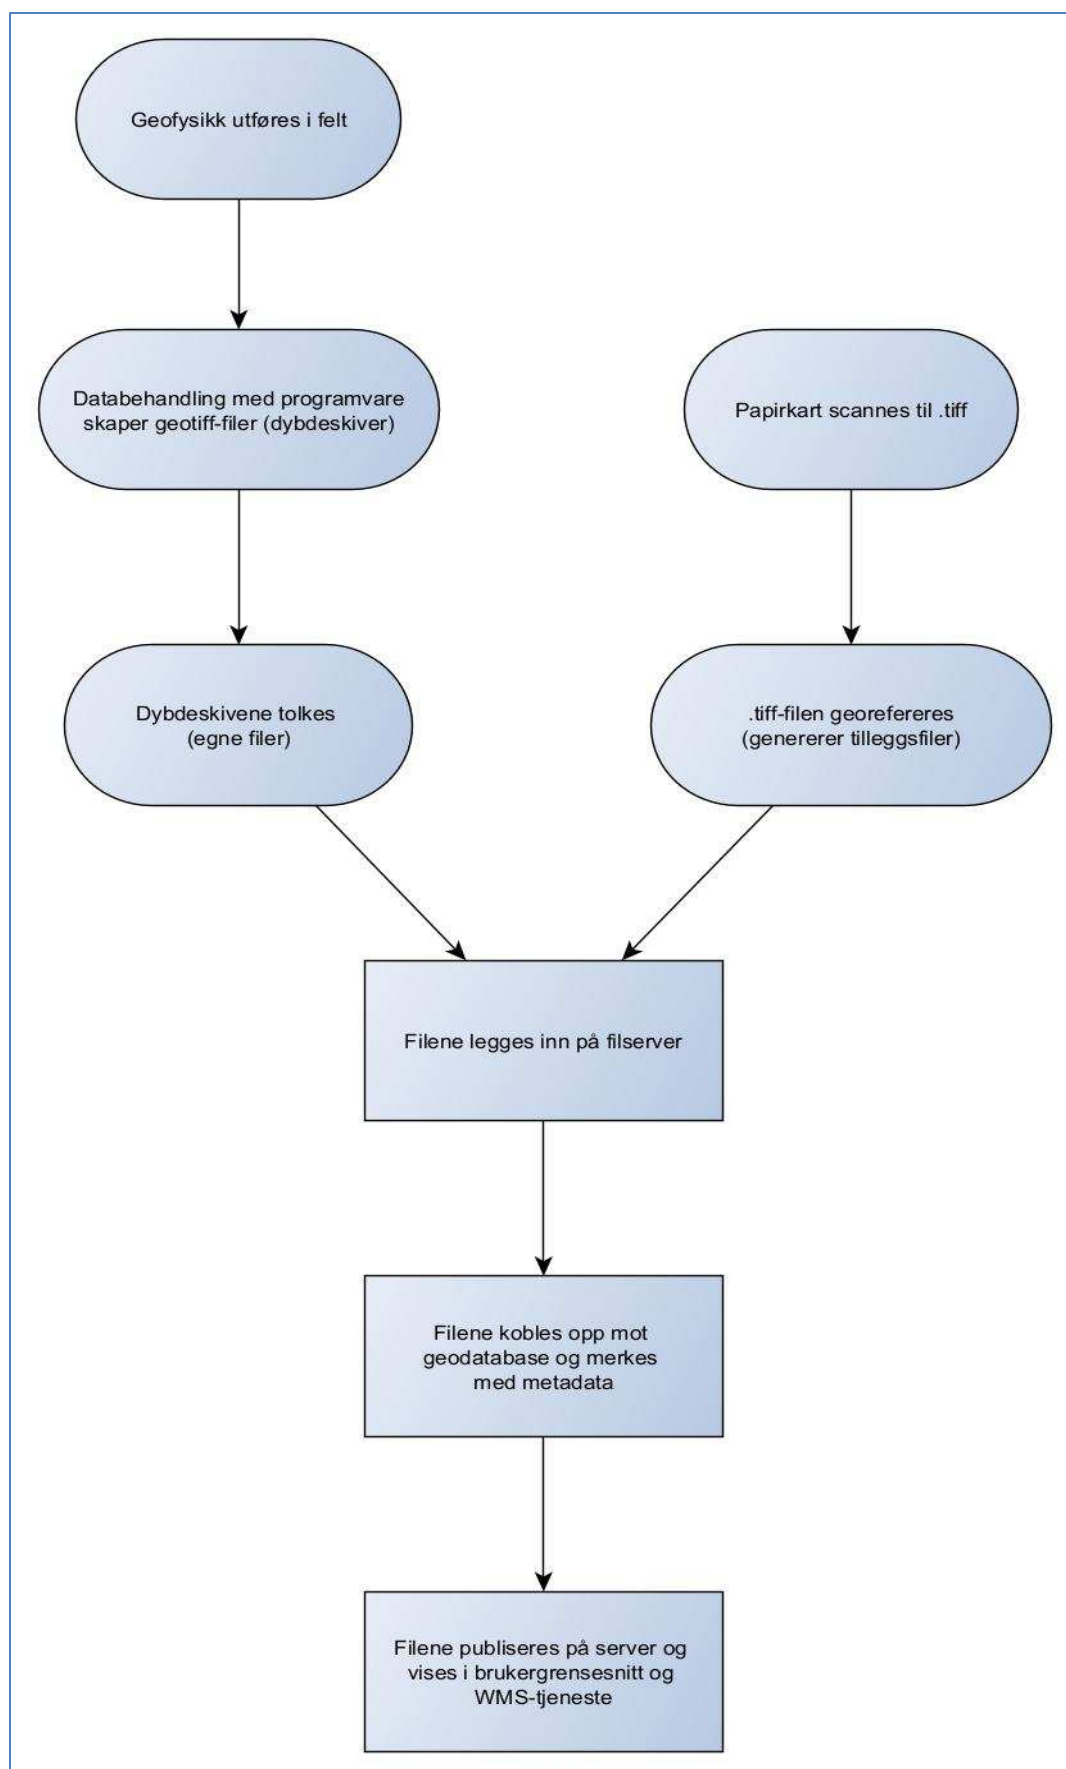 Geofysikk utføres i felt
Databehandling med programvare
skaper geotiff-filer (dybdeskiver)
Papirkart scannes til .tiff
Dybdeskivene tolkes
(egne filer)
.tiff-filen georefereres
(genererer tilleggsfiler)
Filene legges inn på filserver
Filene kobles opp mot
geodatabase og merkes
med metadata
Filene publiseres på server og
vises i brukergrensesnitt og
WMS-tjeneste